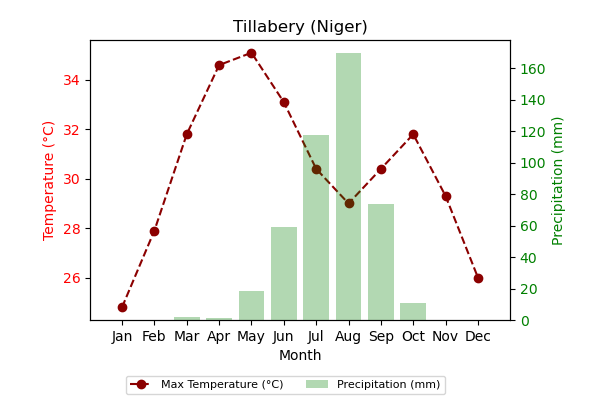 Tillabery (Niger)
Temperature (°C)
34
32
30
28
26
160
140
120
100
80
60
40
20
0
Precipitation (mm)
Jan Feb Mar Apr May Jun Jul Aug Sep Oct Nov Dec
Month
Max Temperature (°C) Precipitation (mm)